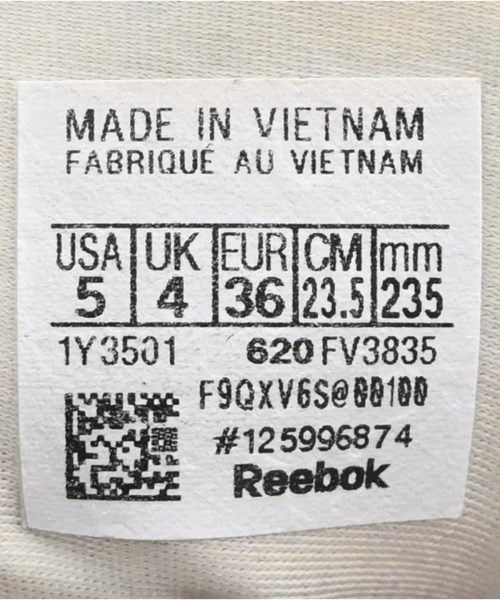 MADE IN VIETNAM
FABRIQUÉ AU VIETNAM
USA UK EUR CM mm
5 4 36 23.5 235
1Y3501 620 FV3835
F9QXV6S@00100
#125996874
Reebok